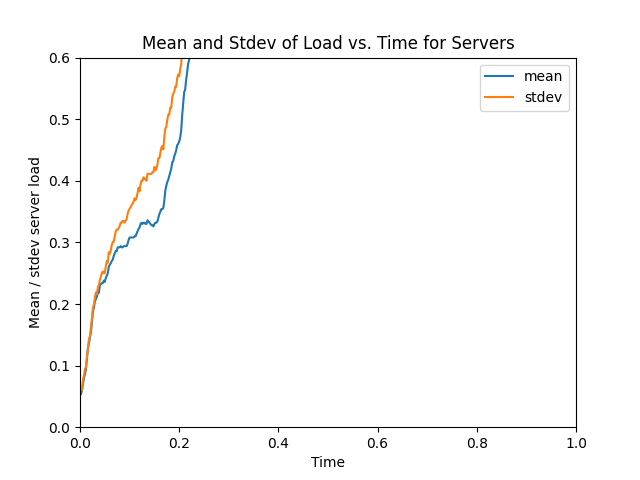 Mean and Stdev of Load vs. Time for Servers
mean
stdev
Mean / stdev server load
0.6
0.5
0.4
0.3
0.2
0.1
0.0
0.0 0.2 0.4 0.6 0.8 1.0
Time